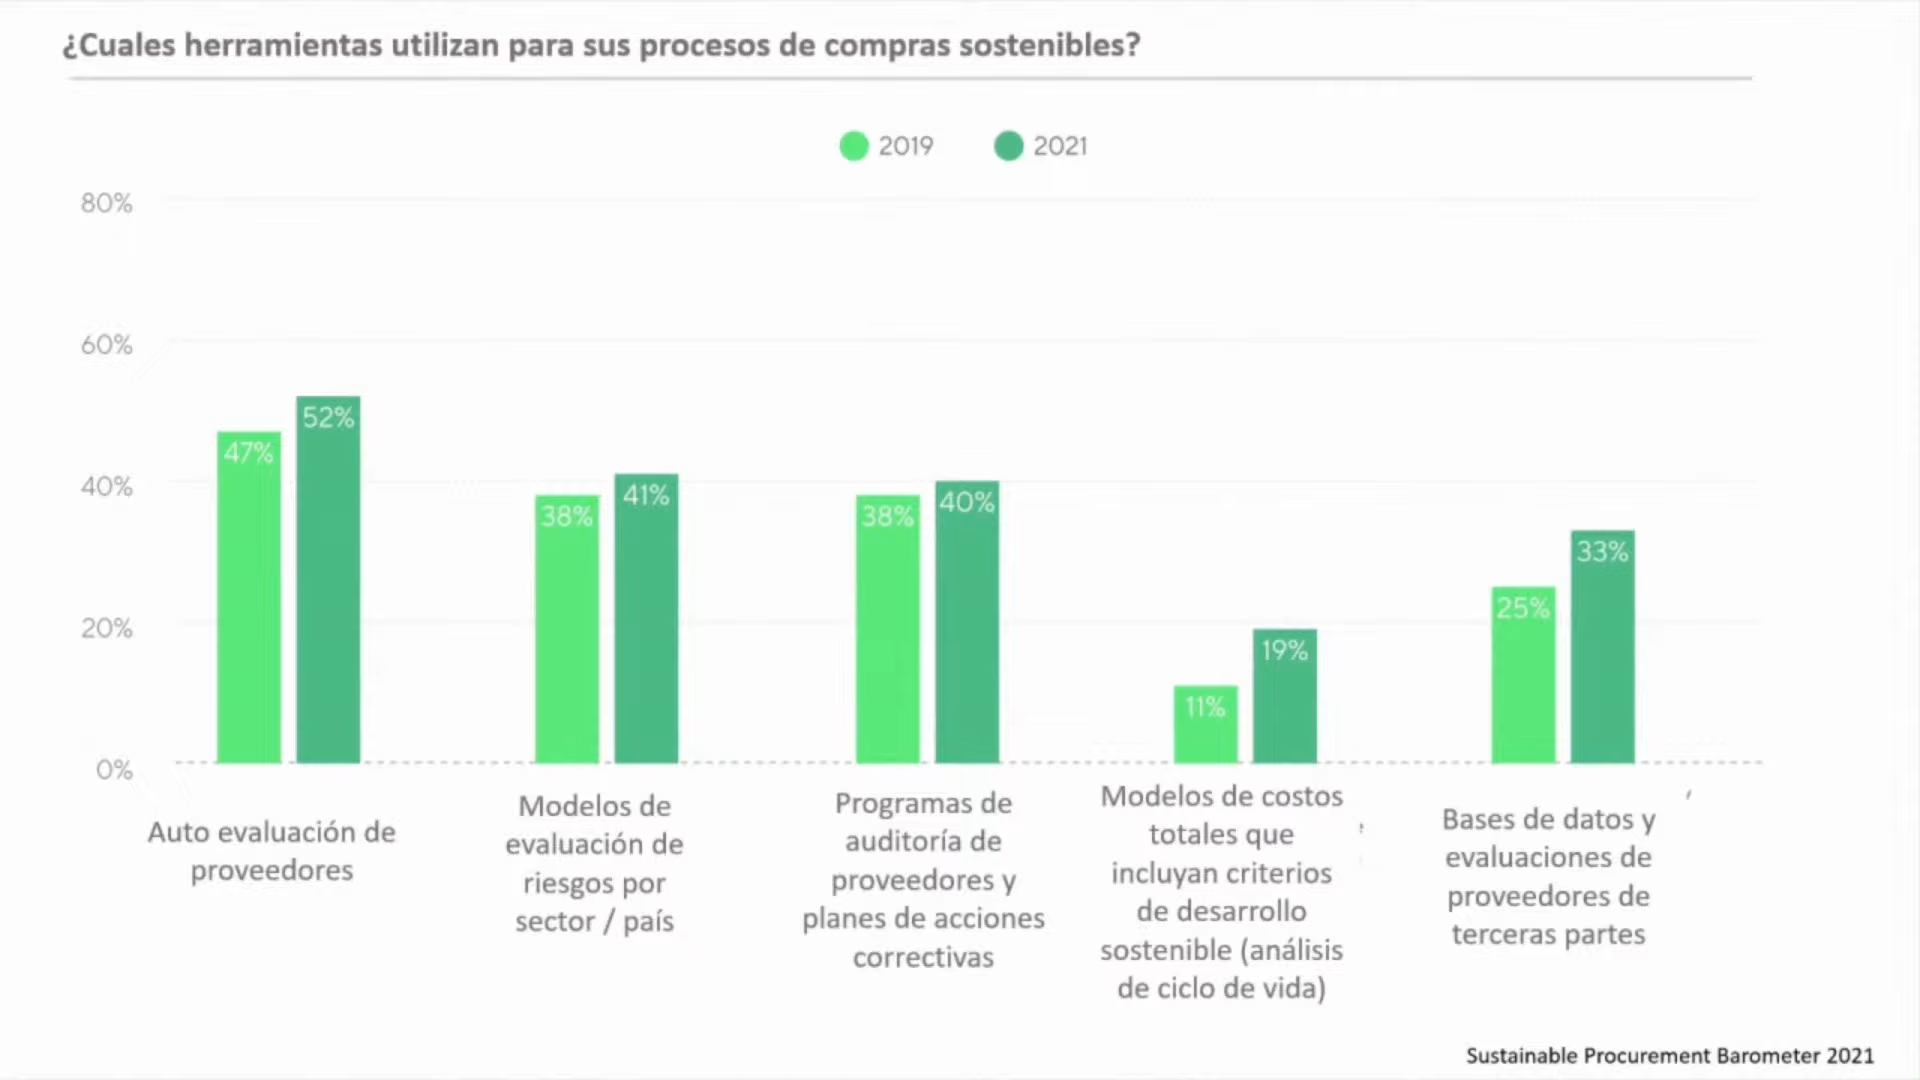 ¿Cuales herramientas utilizan para sus procesos de compras sostenibles?
2019 2021
80%
60%
40%
20%
0%
47% 52%
38% 41%
38% 40%
11% 19%
25% 33%
Auto evaluación de
proveedores
Modelos de
evaluación de
riesgos por
sector / país
Programas de
auditoría de
proveedores y
planes de acciones
correctivas
Modelos de costos
totales que
incluyan criterios
de desarrollo
sostenible (análisis
de ciclo de vida)
Bases de datos y
evaluaciones de
proveedores de
terceras partes
Sustainable Procurement Barometer 2021